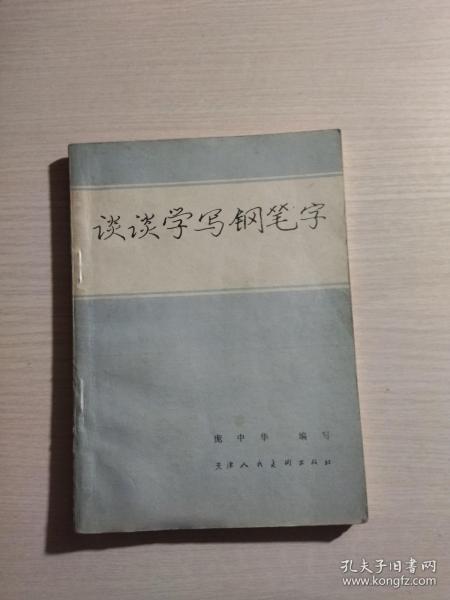 谈谈学写钢笔字
庞中华 编写
天津人民美术出版社
孔夫子旧书网
www.kongfz.com